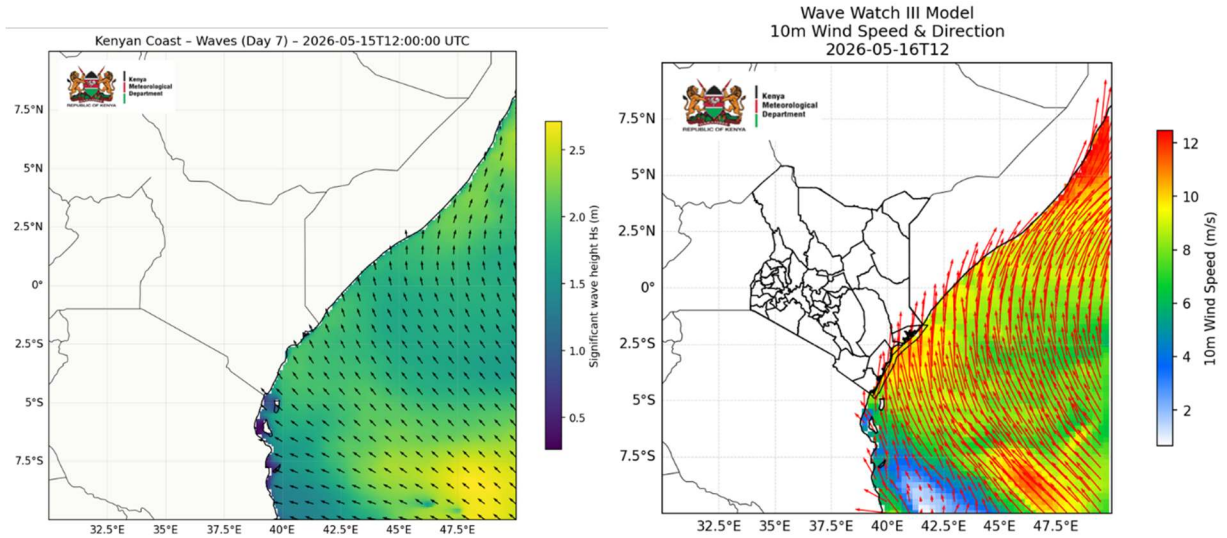 Kenyan Coast – Waves (Day 7) – 2026-05-15T12:00:00 UTC
REPUBLIC OF KENYA
Kenya
Meteorological
Department
7.5°N
5°N
2.5°N
0°
2.5°S
5°S
7.5°S
32.5°E 35°E 37.5°E 40°E 42.5°E 45°E 47.5°E
2.5
2.0
1.5
1.0
0.5
Significant wave height Hs (m)
Wave Watch III Model
10m Wind Speed & Direction
2026-05-16T12
REPUBLIC OF KENYA
Kenya
Meteorological
Department
7.5°N
5°N
2.5°N
0°
2.5°S
5°S
7.5°S
32.5°E 35°E 37.5°E 40°E 42.5°E 45°E 47.5°E
12
10
8
6
4
2
10m Wind Speed (m/s)